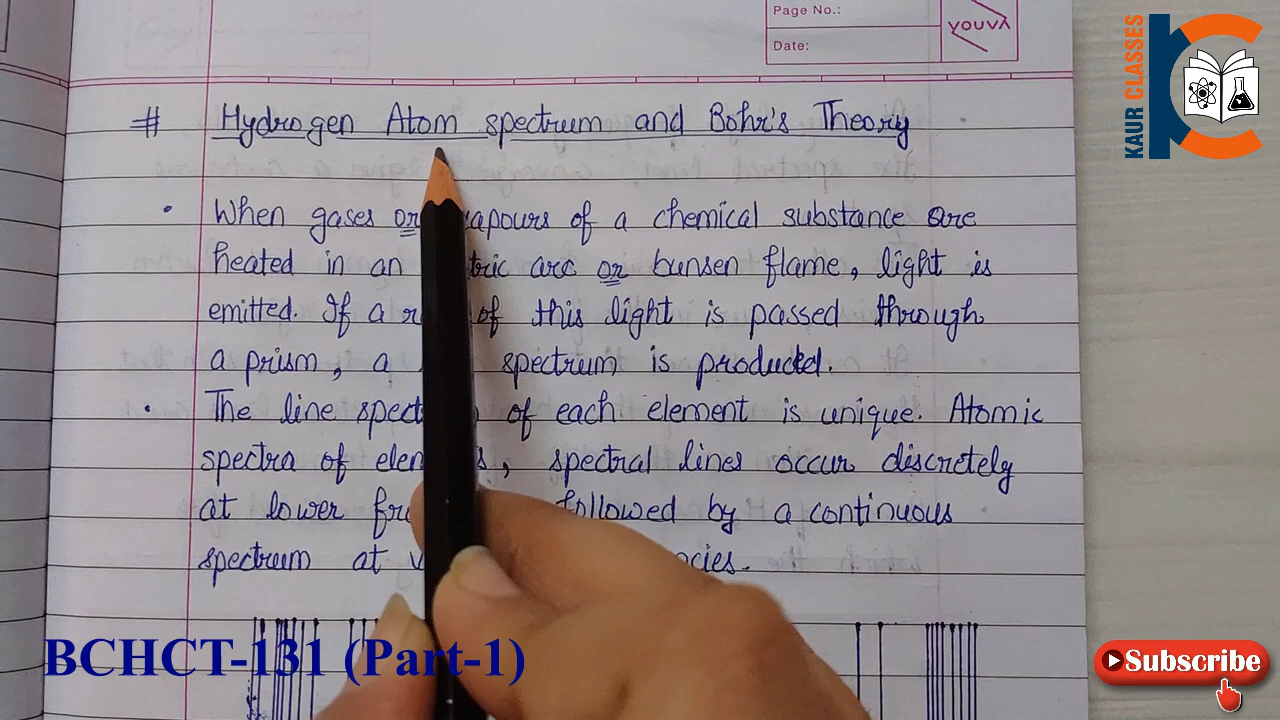 Page No.:
YOUVA
Date:
KAUR CLASSES
# Hydrogen Atom spectrum and Bohr's Theory
• When gases or vapours of a chemical substance are
heated in an tric arc or bunsen flame, light is
emitted. If a of this light is passed through
a prism, a spectrum is produced.
• The line of each element is unique. Atomic
spectra of , spectral lines occur discretely
at lower followed by a continuous
spectrum at
BCHCT-131 (Part-1)
Subscribe